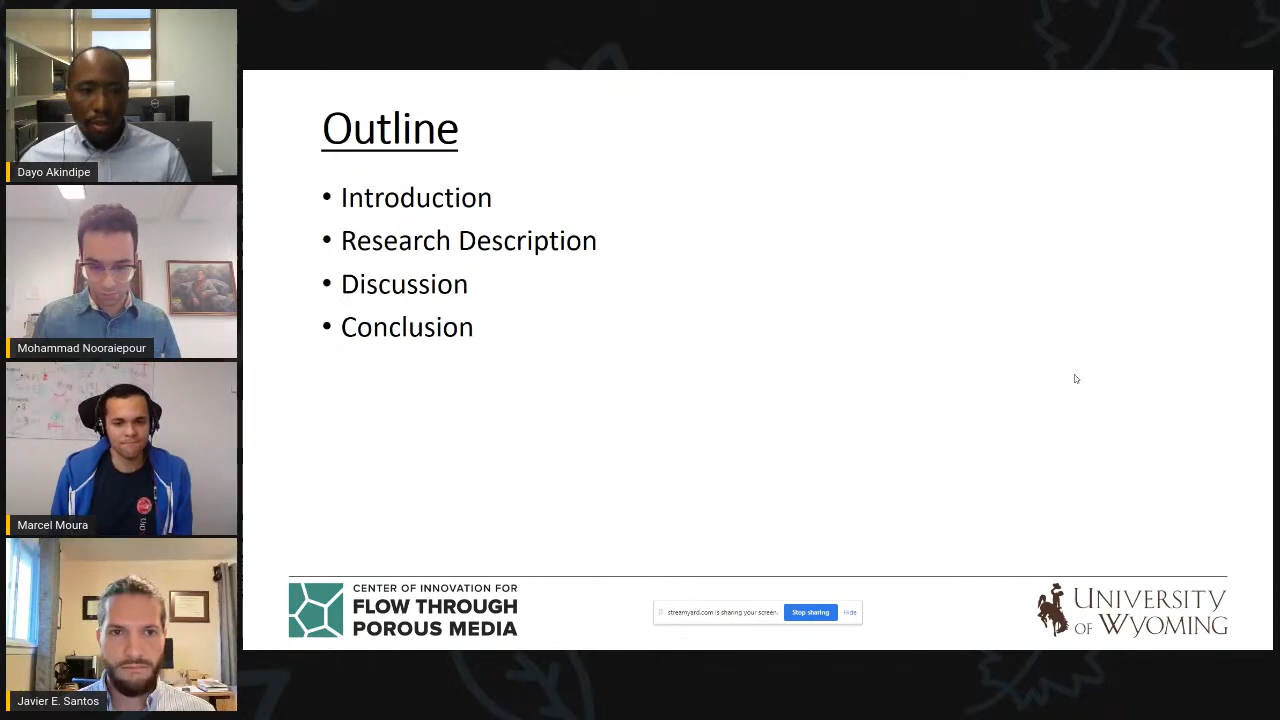 Dayo Akindipe
Mohammad Nooraiepour
Marcel Moura
Javier E. Santos
Outline
• Introduction
• Research Description
• Discussion
• Conclusion
CENTER OF INNOVATION FOR
FLOW THROUGH
POROUS MEDIA
streamyard.com is sharing your screen.
Stop sharing
Hide
UNIVERSITY
OF WYOMING